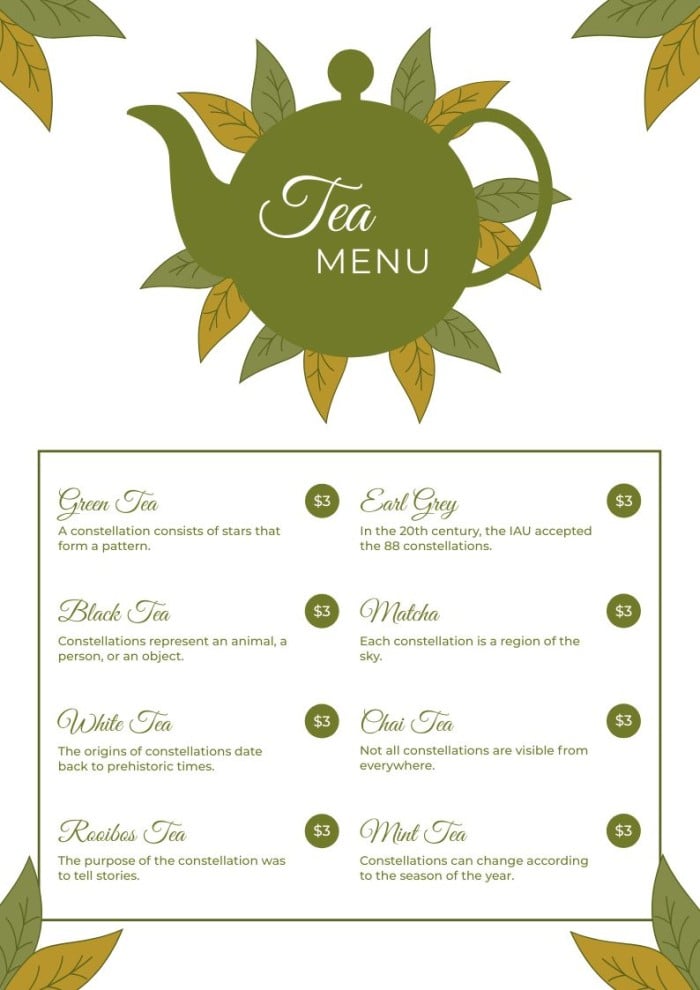 Tea
MENU
Green Tea $3
A constellation consists of stars that
form a pattern.
Black Tea $3
Constellations represent an animal, a
person, or an object.
White Tea $3
The origins of constellations date
back to prehistoric times.
Rooibos Tea $3
The purpose of the constellation was
to tell stories.
Earl Grey $3
In the 20th century, the IAU accepted
the 88 constellations.
Matcha $3
Each constellation is a region of the
sky.
Chai Tea $3
Not all constellations are visible from
everywhere.
Mint Tea $3
Constellations can change according
to the season of the year.